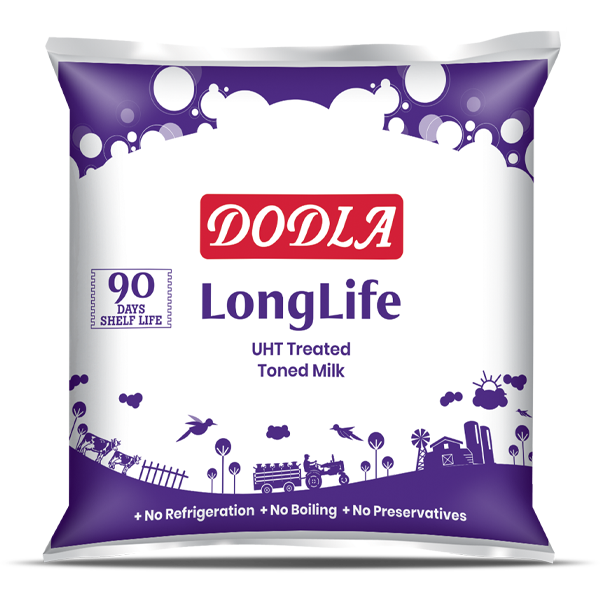 DODLA
90
DAYS
SHELF LIFE
LongLife
UHT Treated
Toned Milk
+ No Refrigeration + No Boiling + No Preservatives